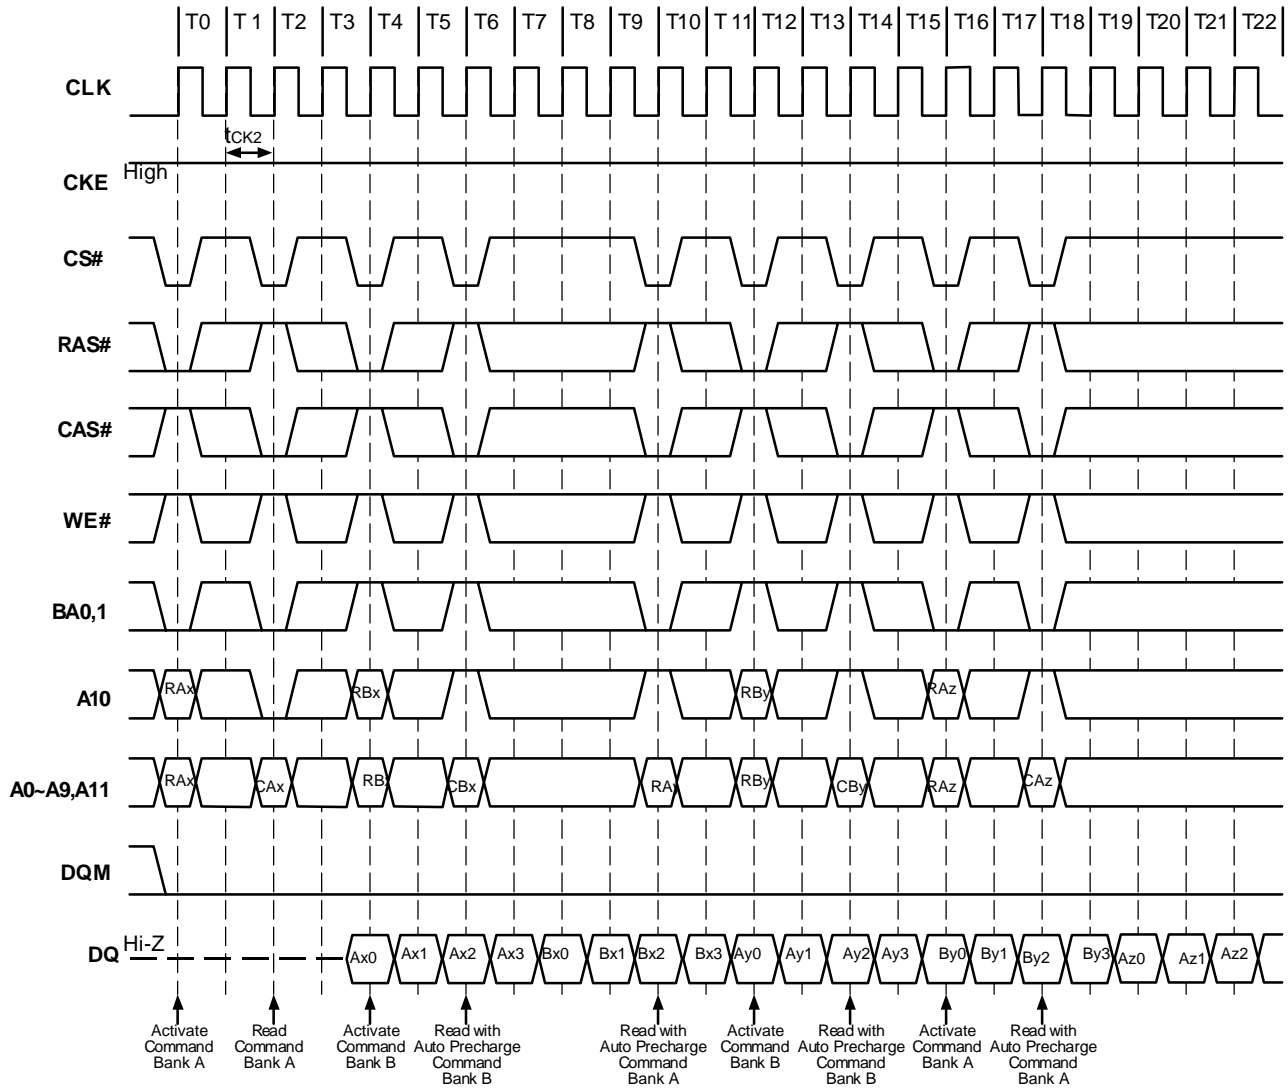 T0 T1 T2 T3 T4 T5 T6 T7 T8 T9 T10 T11 T12 T13 T14 T15 T16 T17 T18 T19 T20 T21 T22
CLK
tCK2
High
CKE
CS#
RAS#
CAS#
WE#
BA0,1
A10 RAx RBx RBy RAz
A0~A9,A11 RAx CAx RB CBx RA RBy CBy RAz CAz
DQM
DQ Hi-Z Ax0 Ax1 Ax2 Ax3 Bx0 Bx1 Bx2 Bx3 Ay0 Ay1 Ay2 Ay3 By0 By1 By2 By3 Az0 Az1 Az2
Activate
Command
Bank A
Read
Command
Bank A
Activate
Command
Bank B
Read with
Auto Precharge
Command
Bank B
Read with
Auto Precharge
Command
Bank A
Activate
Command
Bank B
Read with
Auto Precharge
Command
Bank B
Activate
Command
Bank A
Read with
Auto Precharge
Command
Bank A